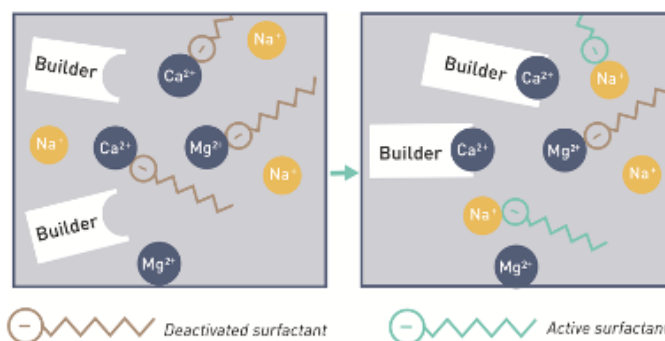 Na⁺
Builder
Ca²⁺
Na⁺
Ca²⁺
Mg²⁺
Na⁺
Builder
Mg²⁺
Builder
Ca²⁺
Na⁺
Builder
Ca²⁺
Mg²⁺
Na⁺
Na⁺
Mg²⁺
Deactivated surfactant
Active surfactant